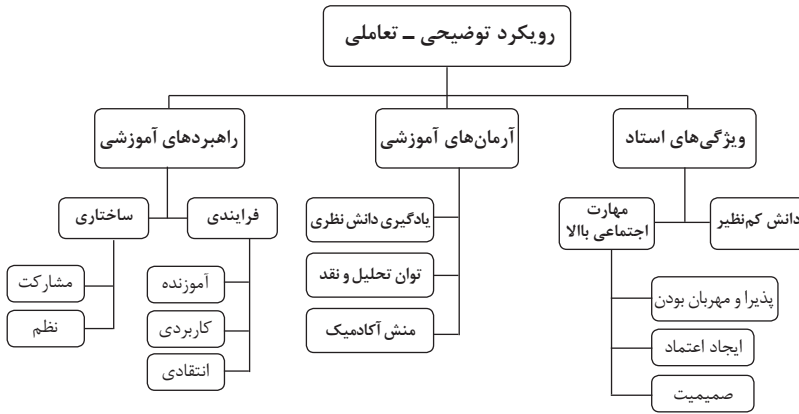 رویکرد توضیحی ـ تعاملی
ویژگی‌های استاد
آرمان‌های آموزشی
راهبردهای آموزشی
دانش کم‌نظیر
مهارت
اجتماعی باالا
پذیرا و مهربان بودن
ایجاد اعتماد
صمیمیت
یادگیری دانش نظری
توان تحلیل و نقد
منش آکادمیک
فرایندی
ساختاری
آموزنده
کاربردی
انتقادی
مشارکت
نظم